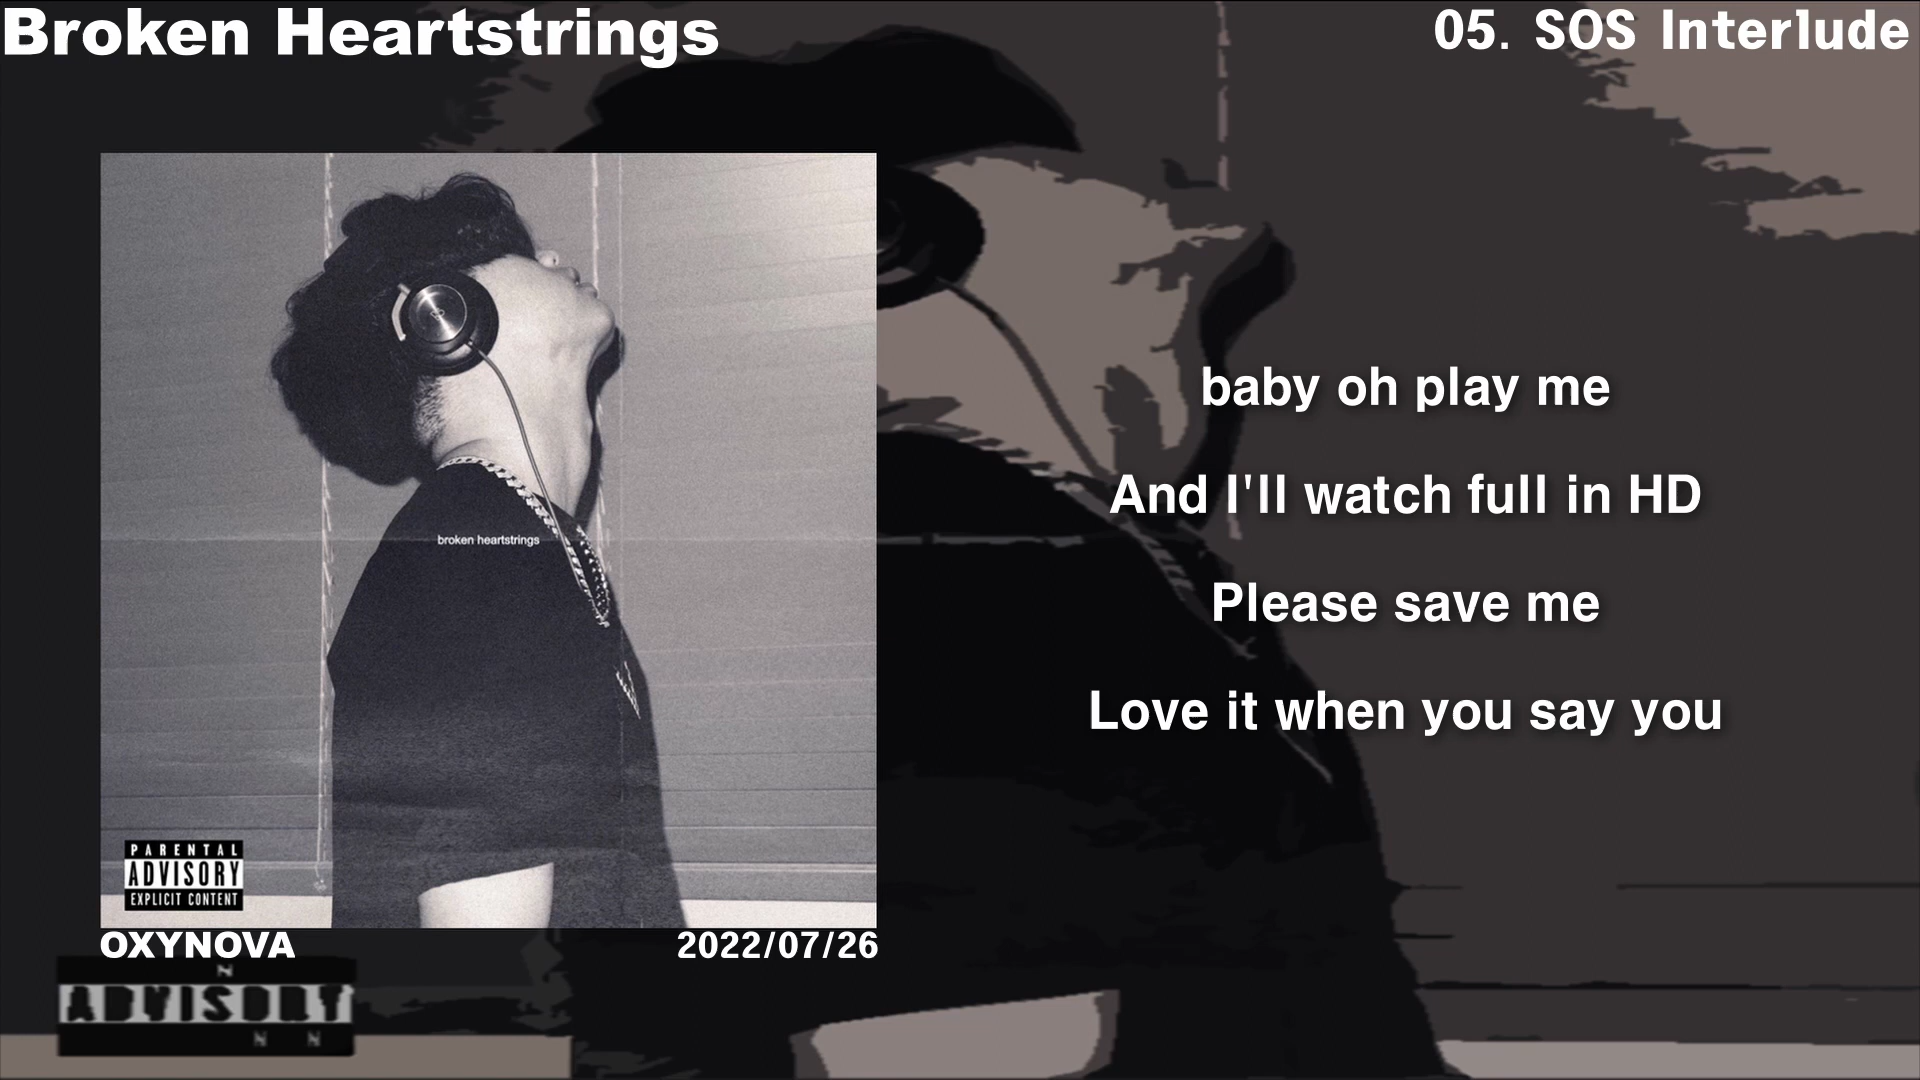 Broken Heartstrings
05. SOS Interlude
broken heartstrings
PARENTAL
ADVISORY
EXPLICIT CONTENT
OXYNOVA
2022/07/26
ADVISORY
baby oh play me
And I'll watch full in HD
Please save me
Love it when you say you